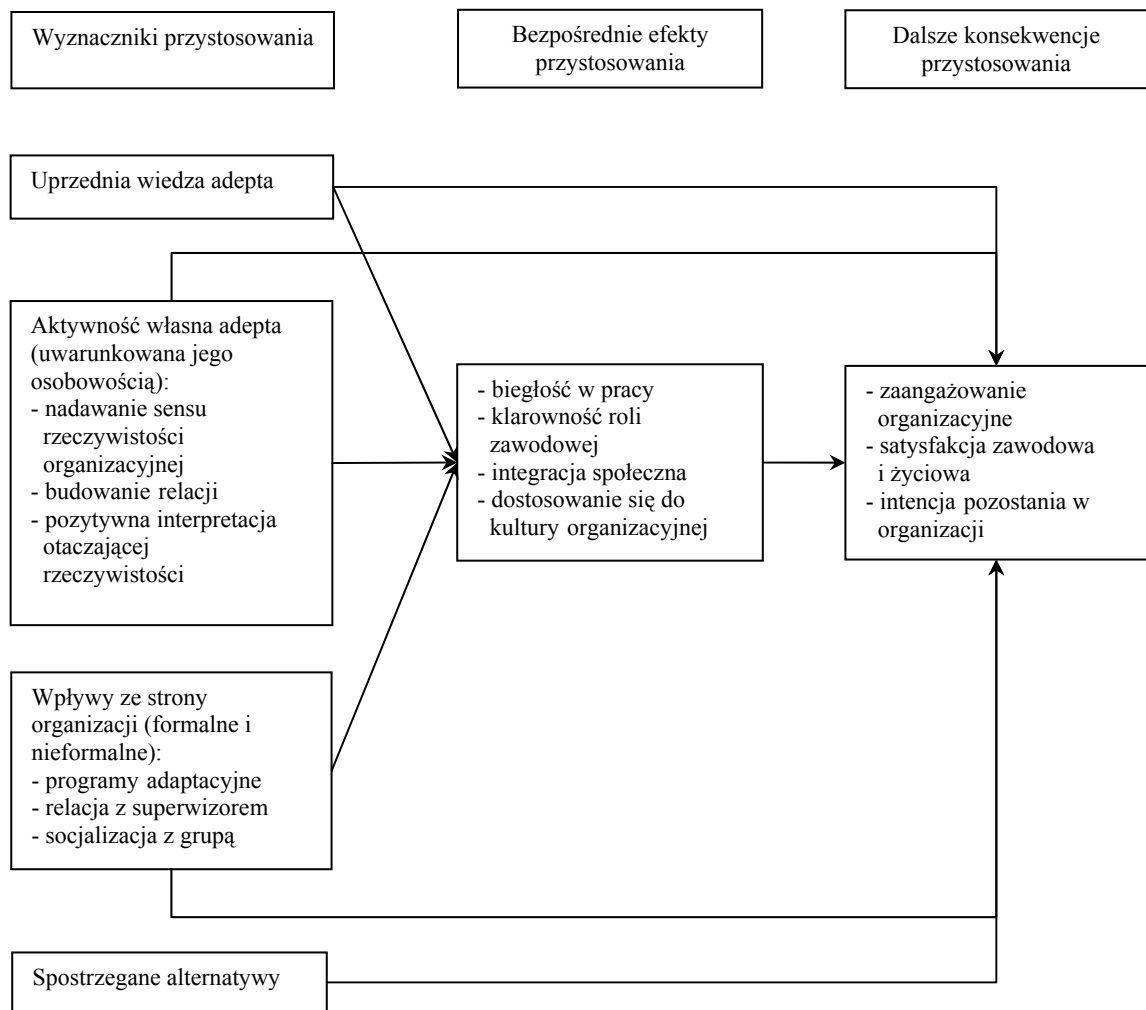 Wyznaczniki przystosowania
Bezpośrednie efekty
przystosowania
Dalsze konsekwencje
przystosowania
Uprzednia wiedza adepta
Aktywność własna adepta
(uwarunkowana jego
osobowością):
- nadawanie sensu
rzeczywistości
organizacyjnej
- budowanie relacji
- pozytywna interpretacja
otaczającej
rzeczywistości
- biegłość w pracy
- klarowność roli
zawodowej
- integracja społeczna
- dostosowanie się do
kultury organizacyjnej
- zaangażowanie
organizacyjne
- satysfakcja zawodowa
i życiowa
- intencja pozostania w
organizacji
Wpływy ze strony
organizacji (formalne i
nieformalne):
- programy adaptacyjne
- relacja z superwizorem
- socjalizacja z grupą
Spostrzegane alternatywy